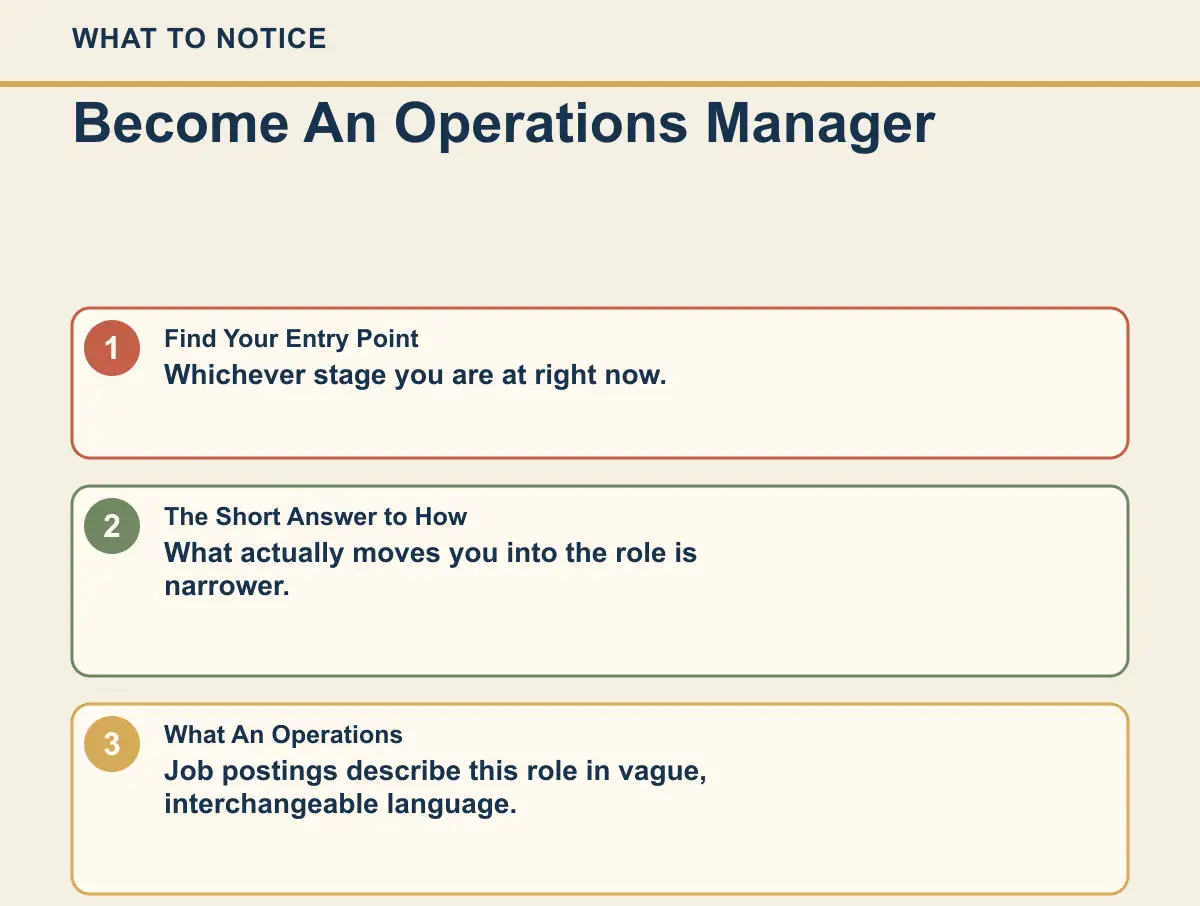 WHAT TO NOTICE
Become An Operations Manager
1
Find Your Entry Point
Whichever stage you are at right now.
2
The Short Answer to How
What actually moves you into the role is
narrower.
3
What An Operations
Job postings describe this role in vague,
interchangeable language.